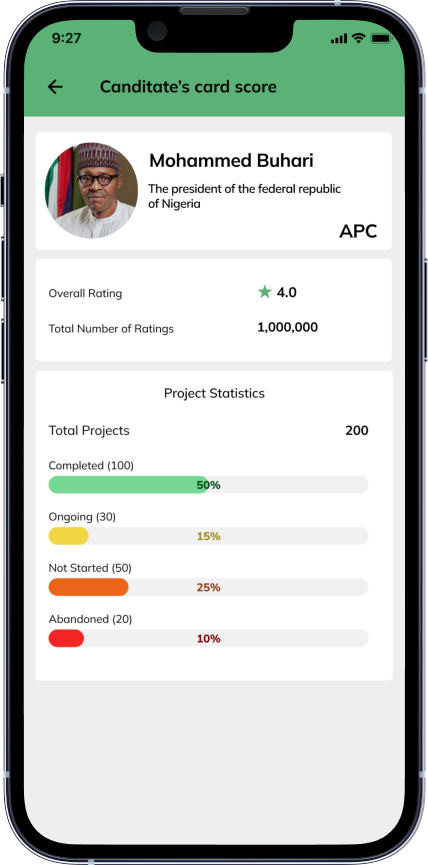 9:27
Canditate's card score
Mohammed Buhari
The president of the federal republic
of Nigeria
APC
Overall Rating ★ 4.0
Total Number of Ratings 1,000,000
Project Statistics
Total Projects 200
Completed (100)
50%
Ongoing (30)
15%
Not Started (50)
25%
Abandoned (20)
10%